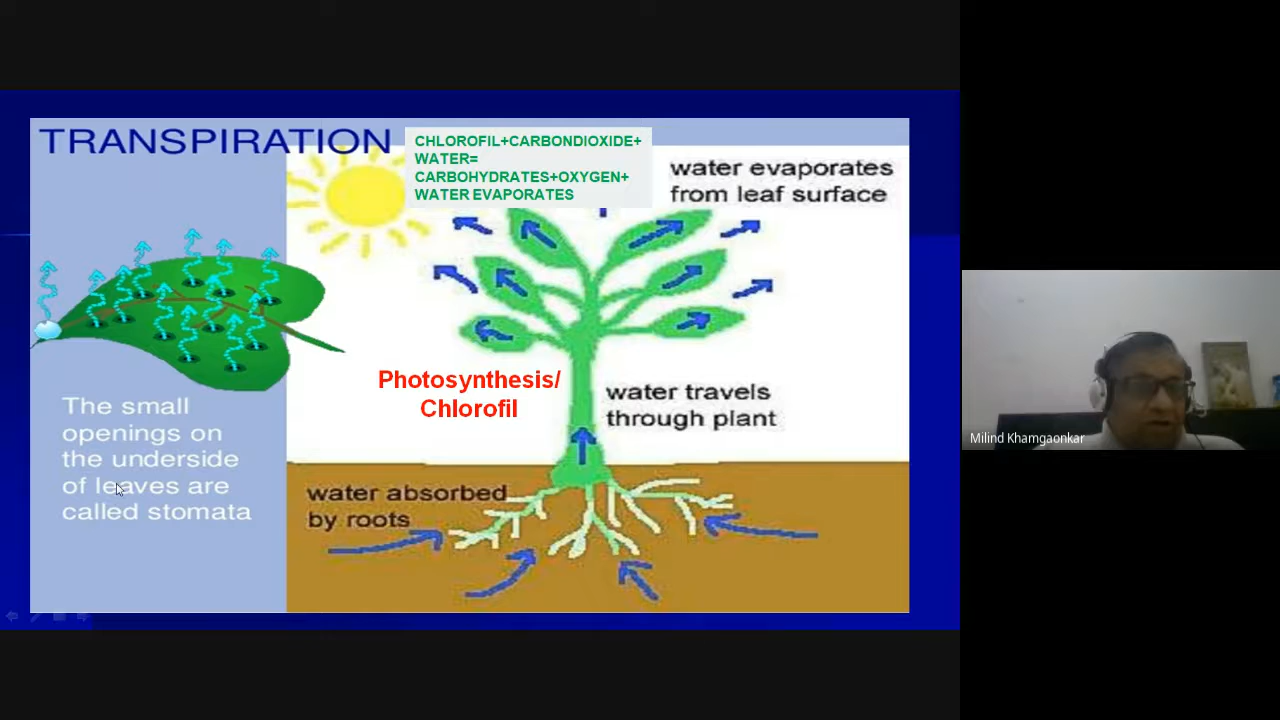 TRANSPIRATION
CHLOROFIL+CARBONDIOXIDE+
WATER=
CARBOHYDRATES+OXYGEN+
WATER EVAPORATES
water evaporates
from leaf surface
Photosynthesis/
Chlorofil
water travels
through plant
The small
openings on
the underside
of leaves are
called stomata
water absorbed
by roots
Milind Khamgaonkar